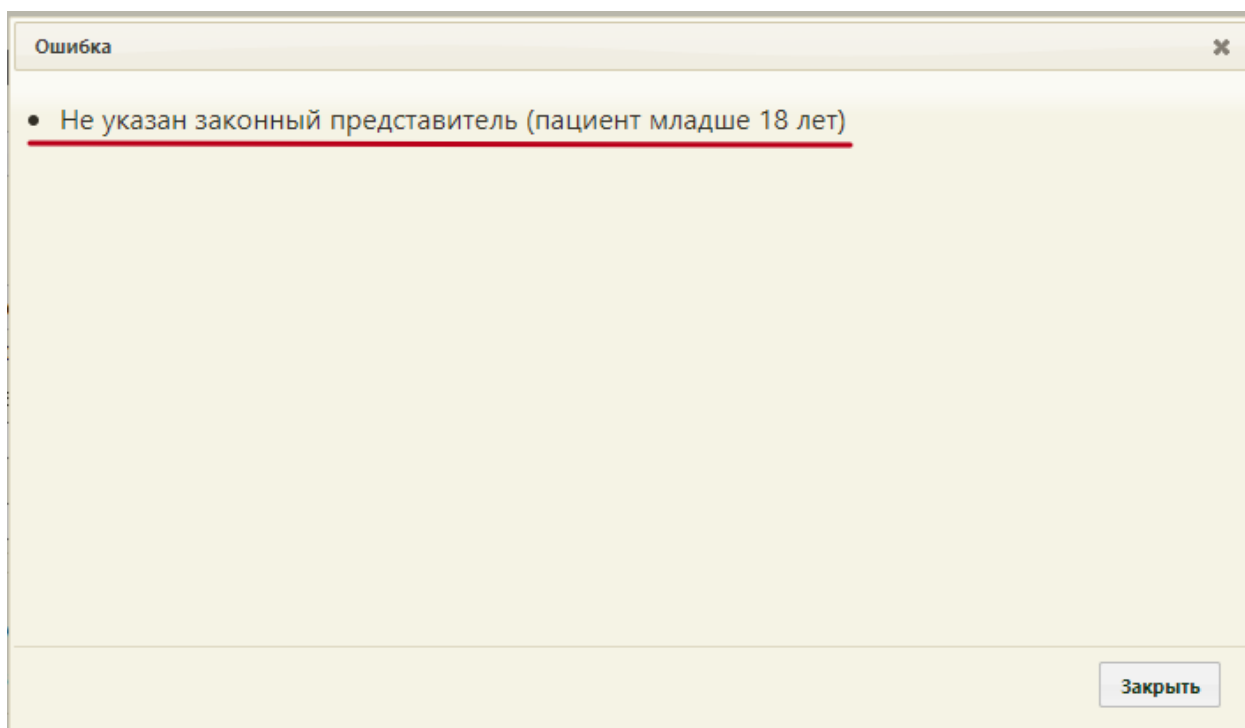 Ошибка
Не указан законный представитель (пациент младше 18 лет)
Закрыть